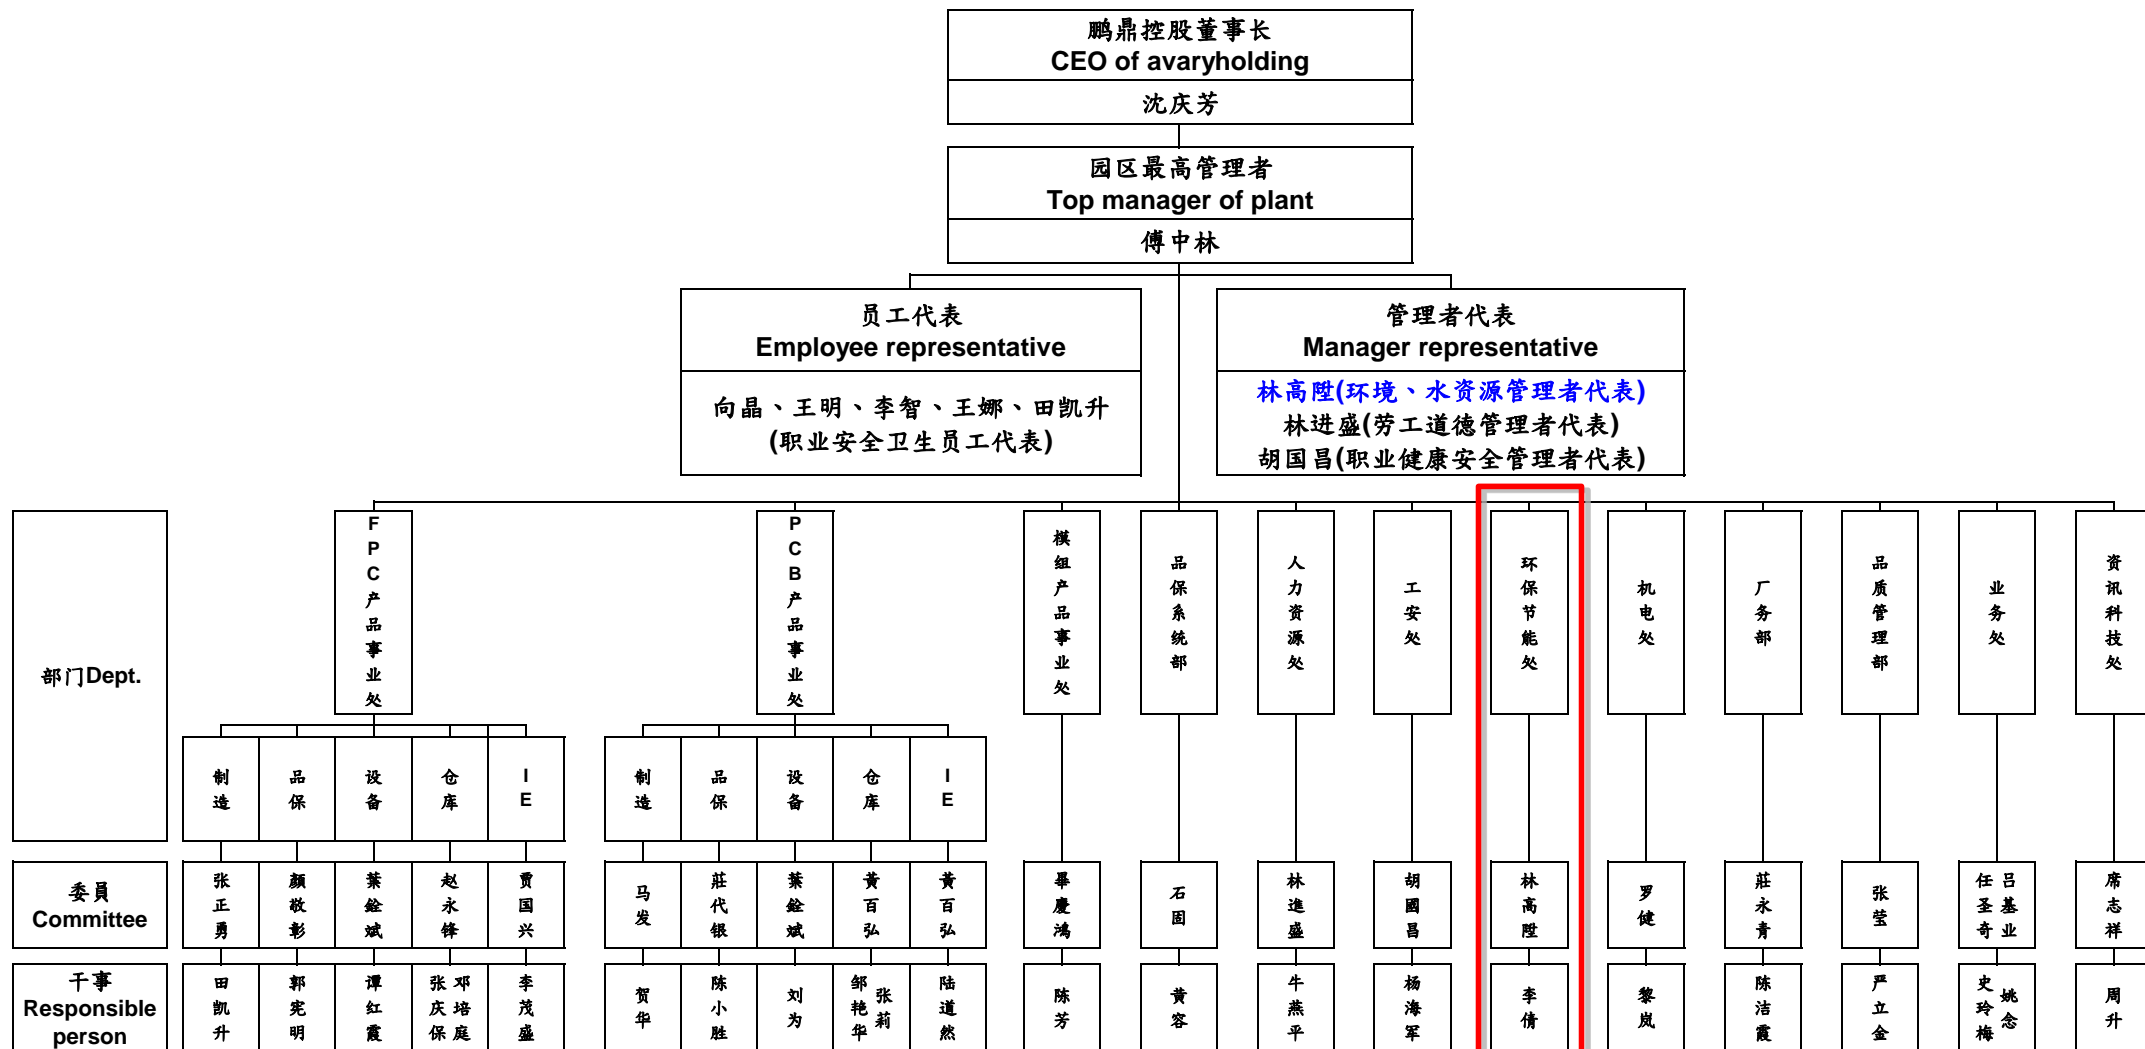 鹏鼎控股董事长
CEO of avaryholding
沈庆芳
园区最高管理者
Top manager of plant
傅中林
员工代表
Employee representative
向晶、王明、李智、王娜、田凯升
(职业安全卫生员工代表)
管理者代表
Manager representative
林高陞(环境、水资源管理者代表)
林进盛(劳工道德管理者代表)
胡国昌(职业健康安全管理者代表)
部门Dept.
FPC产品事业处
PCB产品事业处
模组产品事业处
品保系统部
人力资源处
工安处
环保节能处
机电处
厂务部
品质管理部
业务处
资讯科技处
制造
品保
设备
仓库
IE
制造
品保
设备
仓库
IE
委員
Committee
张正勇
颜敬彰
葉銓斌
赵永锋
贾国兴
马发
莊代银
葉銓斌
黃百弘
黃百弘
畢慶鴻
石固
林進盛
胡國昌
林高陞
罗健
莊永青
张莹
任圣奇
吕基业
席志祥
干事
Responsible
person
田凯升
郭宪明
谭红霞
张庆保
邓培庭
李茂盛
贺华
陈小胜
刘为
邹艳华
张莉
陆道然
陈芳
黄容
牛燕平
杨海军
李倩
黎岚
陈洁霞
严立金
史玲梅
姚念
周升